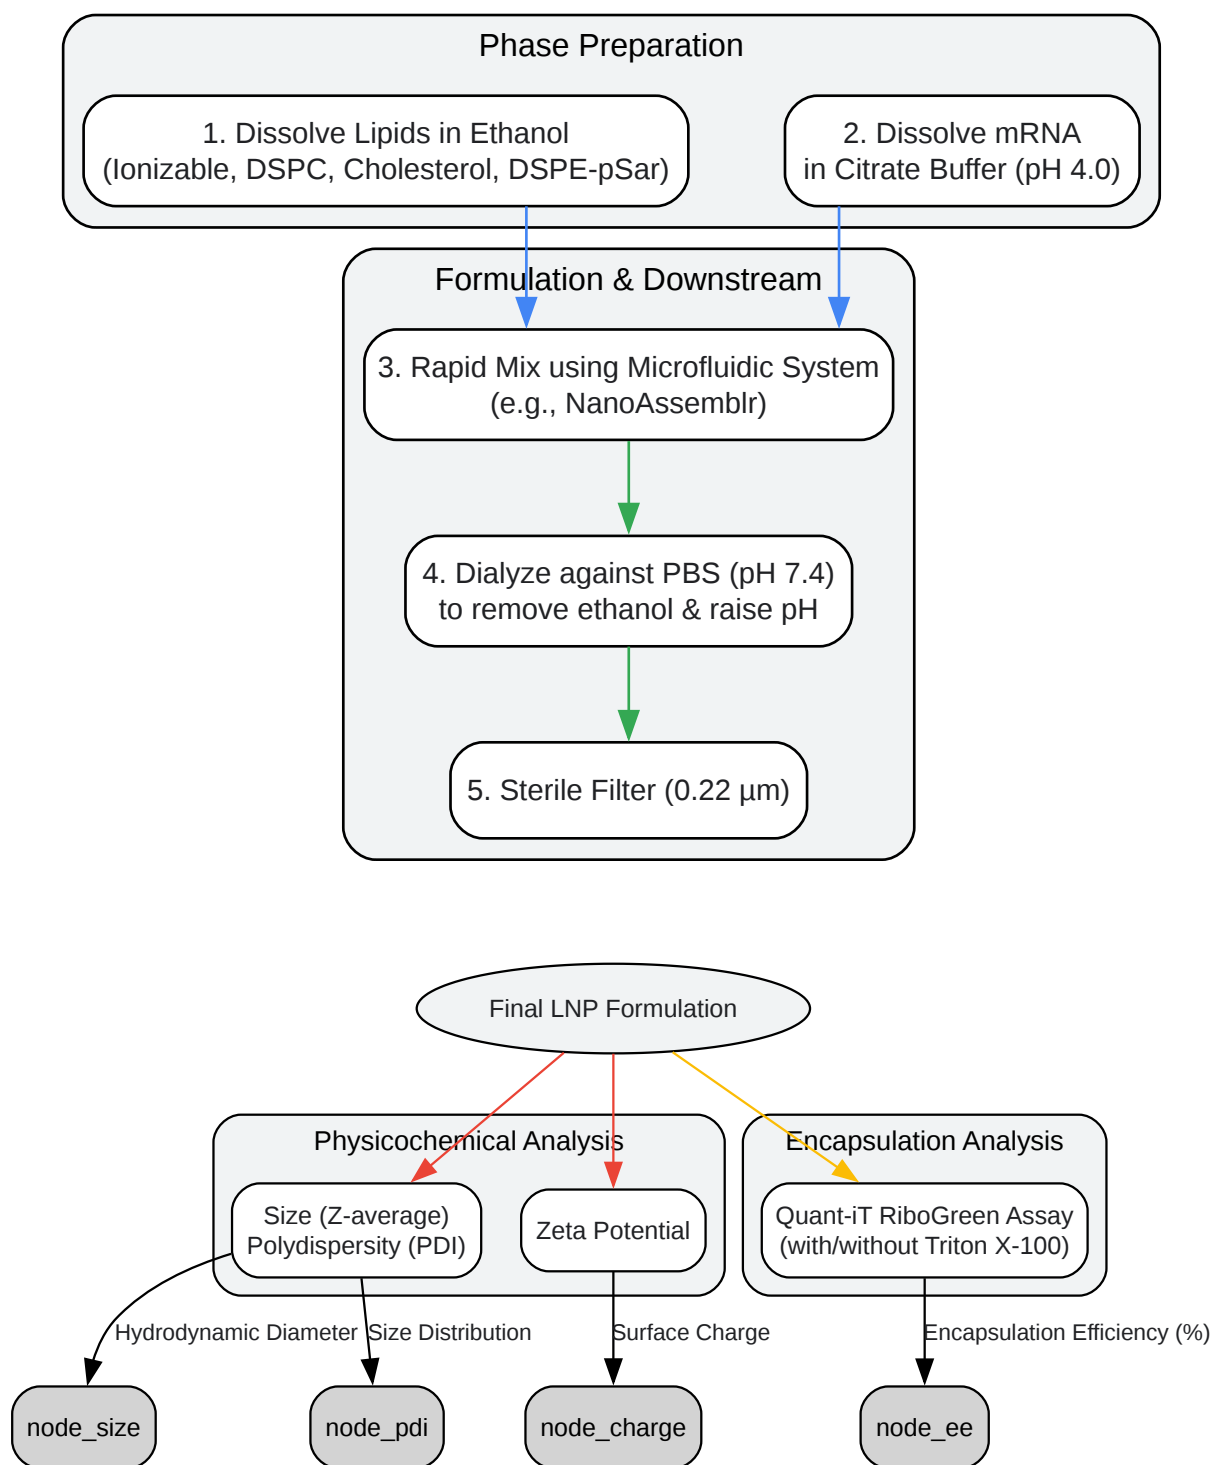 Phase Preparation
1. Dissolve Lipids in Ethanol
(Ionizable, DSPC, Cholesterol, DSPE-pSar)
2. Dissolve mRNA
in Citrate Buffer (pH 4.0)
Formulation & Downstream
3. Rapid Mix using Microfluidic System
(e.g., NanoAssemblr)
4. Dialyze against PBS (pH 7.4)
to remove ethanol & raise pH
5. Sterile Filter (0.22 µm)
Final LNP Formulation
Physicochemical Analysis
Encapsulation Analysis
Size (Z-average)
Polydispersity (PDI)
Zeta Potential
Quant-iT RiboGreen Assay
(with/without Triton X-100)
Hydrodynamic Diameter
Size Distribution
Surface Charge
Encapsulation Efficiency (%)
node_size
node_pdi
node_charge
node_ee